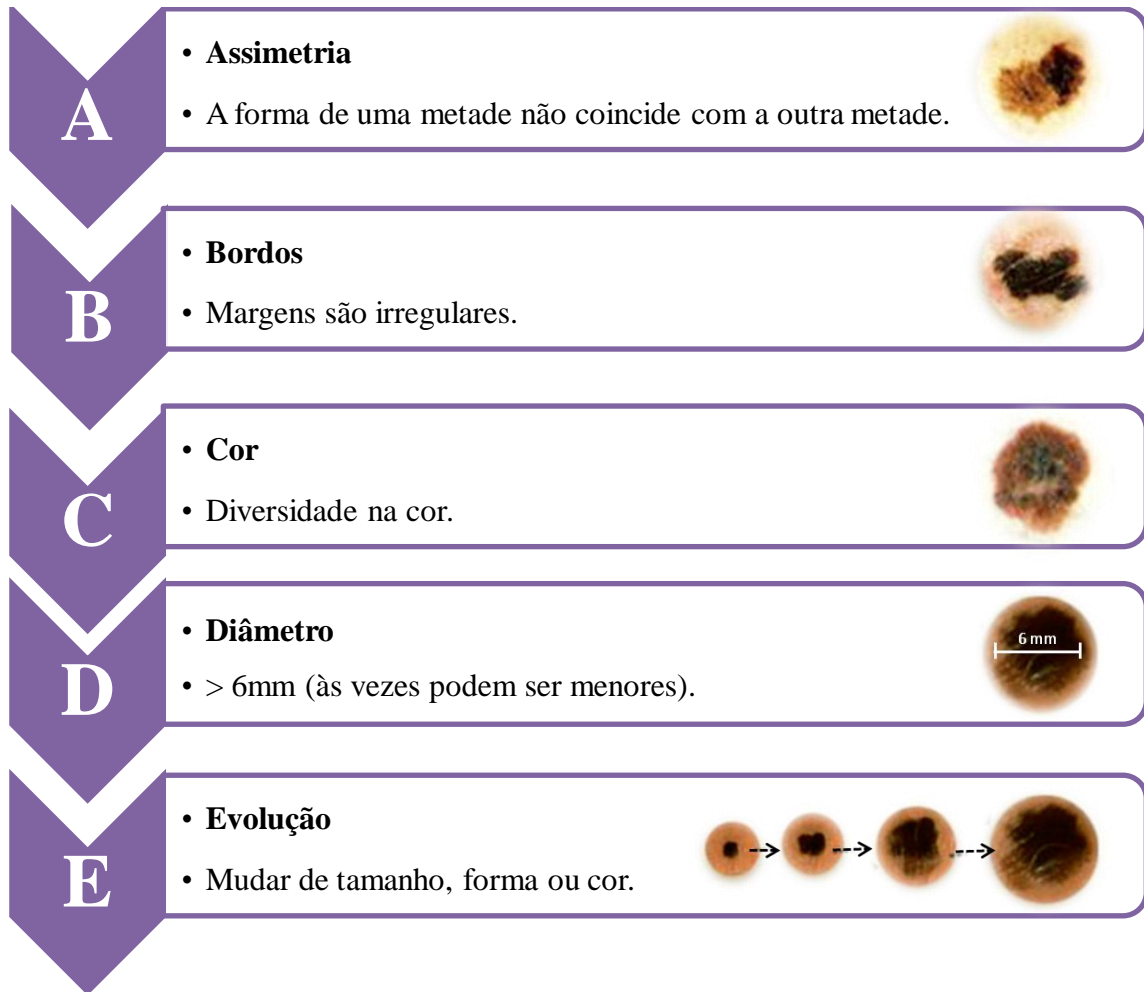 A
• Assimetria
• A forma de uma metade não coincide com a outra metade.
B
• Bordos
• Margens são irregulares.
C
• Cor
• Diversidade na cor.
D
• Diâmetro
• > 6mm (às vezes podem ser menores).
6 mm
E
• Evolução
• Mudar de tamanho, forma ou cor.